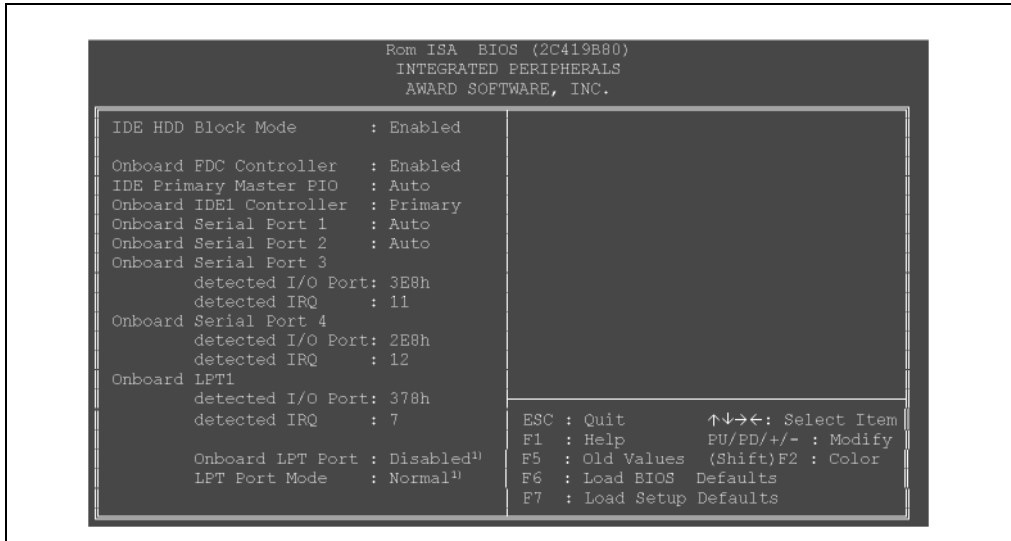 Rom ISA BIOS (2C419B80)
INTEGRATED PERIPHERALS
AWARD SOFTWARE, INC.
IDE HDD Block Mode : Enabled
Onboard FDC Controller : Enabled
IDE Primary Master PIO : Auto
Onboard IDE1 Controller : Primary
Onboard Serial Port 1 : Auto
Onboard Serial Port 2 : Auto
Onboard Serial Port 3
detected I/O Port: 3E8h
detected IRQ : 11
Onboard Serial Port 4
detected I/O Port: 2E8h
detected IRQ : 12
Onboard LPT1
detected I/O Port: 378h
detected IRQ : 7
Onboard LPT Port : Disabled1)
LPT Port Mode : Normal1)
ESC : Quit ↑↓→←: Select Item
F1 : Help PU/PD/+/- : Modify
F5 : Old Values (Shift)F2 : Color
F6 : Load BIOS Defaults
F7 : Load Setup Defaults